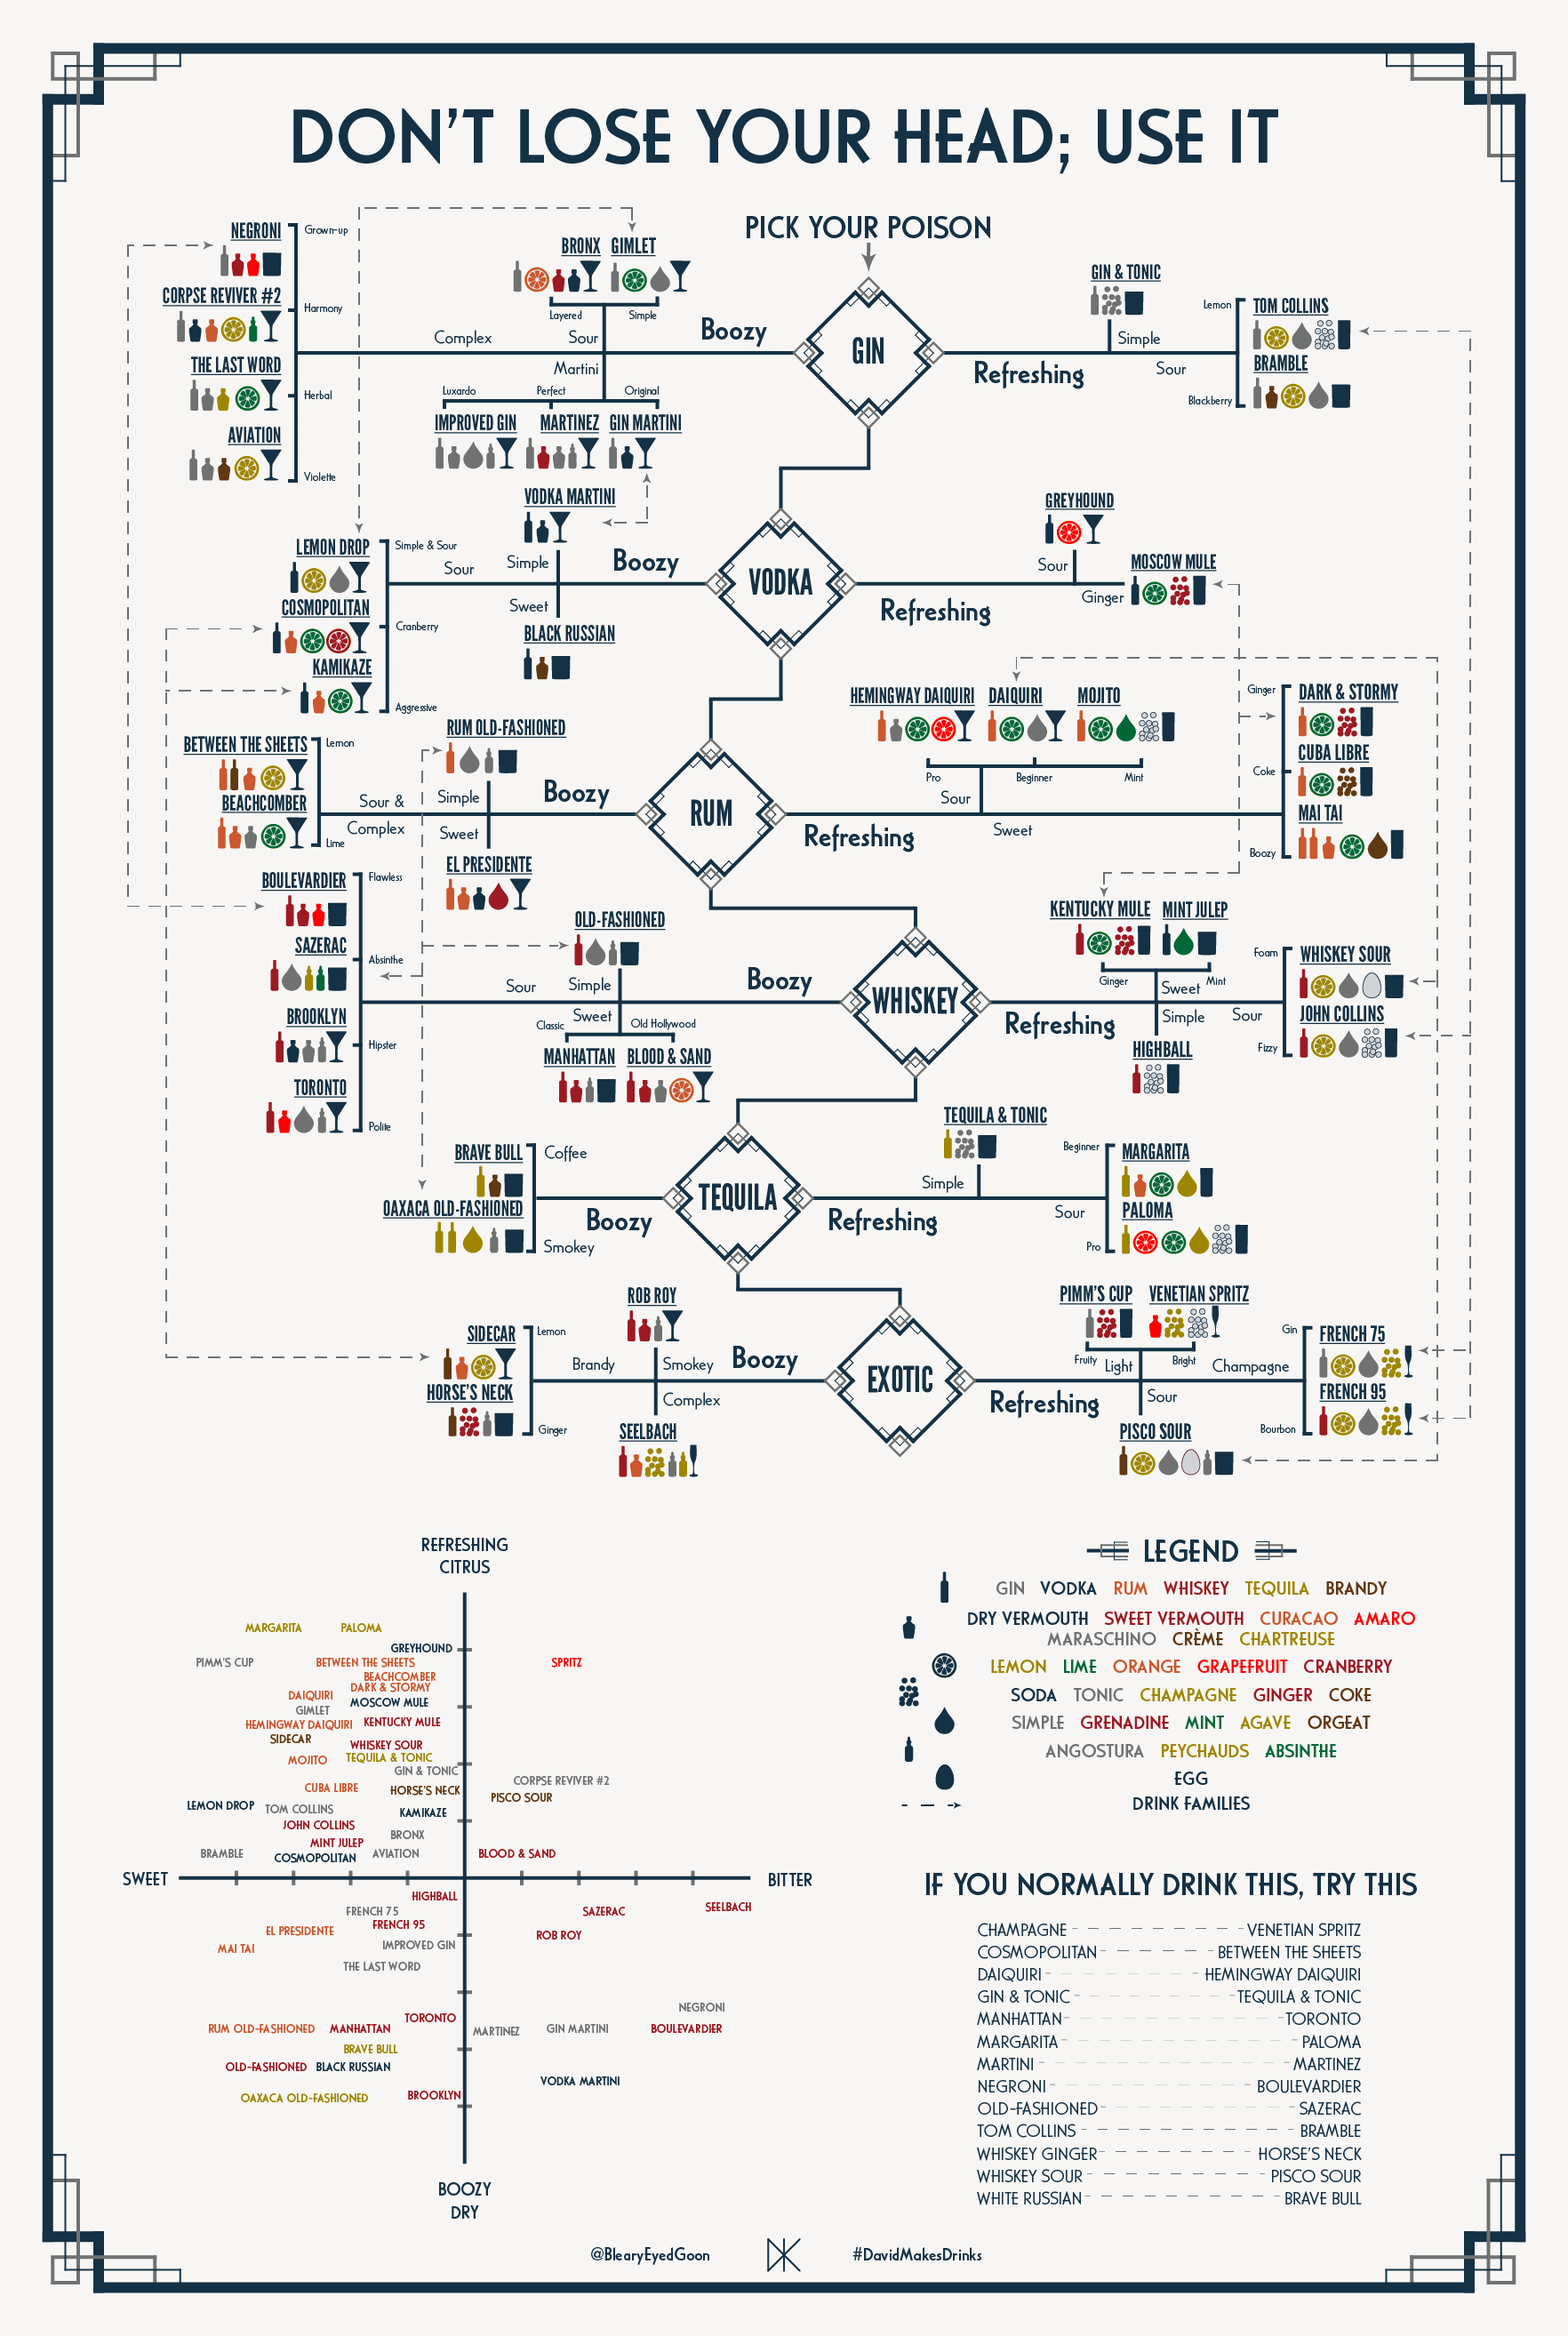 DON'T LOSE YOUR HEAD; USE IT
PICK YOUR POISON
NEGRONI
Grown-up
CORPSE REVIVER #2
Harmony
THE LAST WORD
Herbal
AVIATION
Violette
Complex
BRONX GIMLET
Layered Simple
Sour
Boozy
Martini
Luxardo Perfect Original
IMPROVED GIN MARTINEZ GIN MARTINI
GIN
GIN & TONIC
Simple
Refreshing
Sour
Lemon
TOM COLLINS
BRAMBLE
Blackberry
VODKA MARTINI
LEMON DROP
Simple & Sour
Sour
Simple
Boozy
COSMOPOLITAN
Cranberry
Sweet
BLACK RUSSIAN
KAMIKAZE
Aggressive
VODKA
GREYHOUND
Sour
MOSCOW MULE
Ginger
Refreshing
RUM OLD-FASHIONED
BETWEEN THE SHEETS
Lemon
BEACHCOMBER
Lime
Sour &
Complex
Simple
Boozy
Sweet
EL PRESIDENTE
RUM
HEMINGWAY DAIQUIRI DAIQUIRI MOJITO
Pro Beginner Mint
Sour
Refreshing
Sweet
Ginger
DARK & STORMY
Coke
CUBA LIBRE
MAI TAI
Boozy
BOULEVARDIER
Flawless
SAZERAC
Absinthe
BROOKLYN
Hipster
TORONTO
Polite
OLD-FASHIONED
Sour
Simple
Boozy
Sweet
Classic Old Hollywood
MANHATTAN BLOOD & SAND
WHISKEY
KENTUCKY MULE MINT JULEP
Ginger Mint
Sweet
Refreshing
Simple
HIGHBALL
Sour
Foam
WHISKEY SOUR
JOHN COLLINS
Fizzy
BRAVE BULL
Coffee
OAXACA OLD-FASHIONED
Smokey
Boozy
TEQUILA
TEQUILA & TONIC
Simple
Refreshing
Sour
Beginner
MARGARITA
PALOMA
Pro
ROB ROY
SIDECAR
Lemon
HORSE'S NECK
Ginger
Brandy
Smokey
Boozy
Complex
SEELBACH
EXOTIC
PIMM'S CUP VENETIAN SPRITZ
Fruity Light Bright
Refreshing
Sour
PISCO SOUR
Champagne
Gin
FRENCH 75
FRENCH 95
Bourbon
REFRESHING
CITRUS
MARGARITA PALOMA
GREYHOUND
PIMM'S CUP BETWEEN THE SHEETS SPRITZ
BEACHCOMBER
DARK & STORMY
DAIQUIRI MOSCOW MULE
GIMLET
HEMINGWAY DAIQUIRI KENTUCKY MULE
SIDECAR
WHISKEY SOUR
MOJITO TEQUILA & TONIC
GIN & TONIC
CORPSE REVIVER #2
CUBA LIBRE HORSE'S NECK
PISCO SOUR
LEMON DROP TOM COLLINS KAMIKAZE
JOHN COLLINS
BRONX
MINT JULEP
BRAMBLE COSMOPOLITAN AVIATION BLOOD & SAND
SWEET BITTER
HIGHBALL
FRENCH 75 SAZERAC SEELBACH
FRENCH 95
EL PRESIDENTE ROB ROY
MAI TAI IMPROVED GIN
THE LAST WORD
NEGRONI
TORONTO
RUM OLD-FASHIONED MANHATTAN MARTINEZ GIN MARTINI BOULEVARDIER
BRAVE BULL
OLD-FASHIONED BLACK RUSSIAN
VODKA MARTINI
OAXACA OLD-FASHIONED BROOKLYN
BOOZY
DRY
LEGEND
GIN VODKA RUM WHISKEY TEQUILA BRANDY
DRY VERMOUTH SWEET VERMOUTH CURACAO AMARO
MARASCHINO CRÈME CHARTREUSE
LEMON LIME ORANGE GRAPEFRUIT CRANBERRY
SODA TONIC CHAMPAGNE GINGER COKE
SIMPLE GRENADINE MINT AGAVE ORGEAT
ANGOSTURA PEYCHAUDS ABSINTHE
EGG
DRINK FAMILIES
IF YOU NORMALLY DRINK THIS, TRY THIS
CHAMPAGNE VENETIAN SPRITZ
COSMOPOLITAN BETWEEN THE SHEETS
DAIQUIRI HEMINGWAY DAIQUIRI
GIN & TONIC TEQUILA & TONIC
MANHATTAN TORONTO
MARGARITA PALOMA
MARTINI MARTINEZ
NEGRONI BOULEVARDIER
OLD-FASHIONED SAZERAC
TOM COLLINS BRAMBLE
WHISKEY GINGER HORSE'S NECK
WHISKEY SOUR PISCO SOUR
WHITE RUSSIAN BRAVE BULL
@BlearyEyedGoon #DavidMakesDrinks